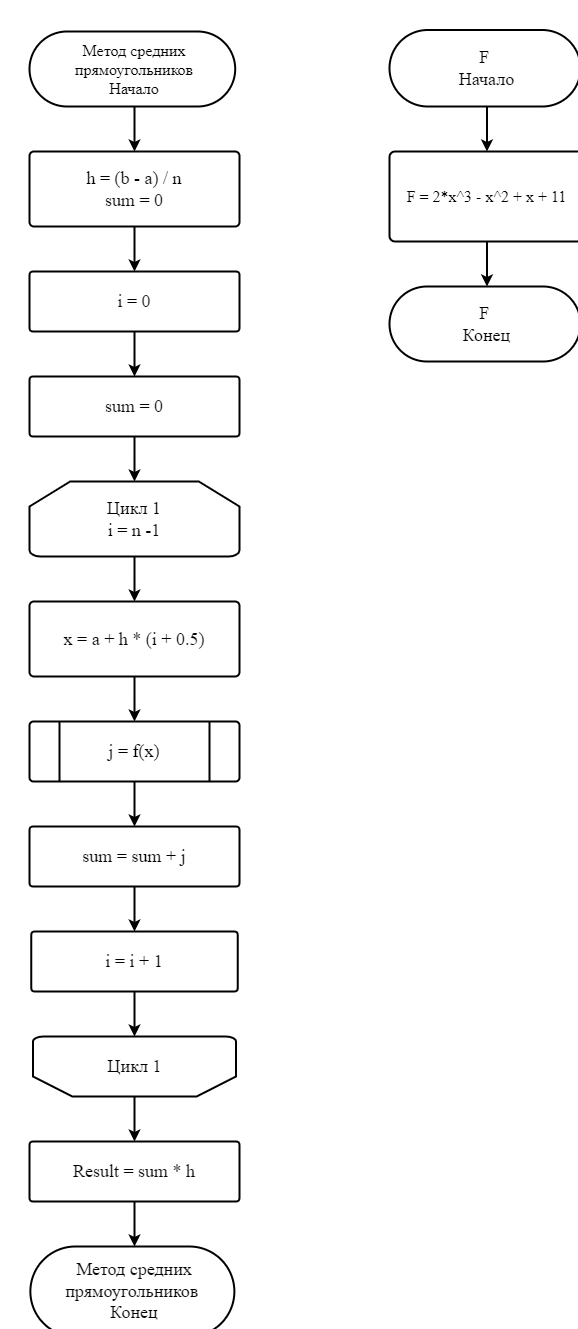 Метод средних
прямоугольников
Начало
h = (b - a) / n
sum = 0
i = 0
sum = 0
Цикл 1
i = n -1
x = a + h * (i + 0.5)
j = f(x)
sum = sum + j
i = i + 1
Цикл 1
Result = sum * h
Метод средних
прямоугольников
Конец
F
Начало
F = 2*x^3 - x^2 + x + 11
F
Конец